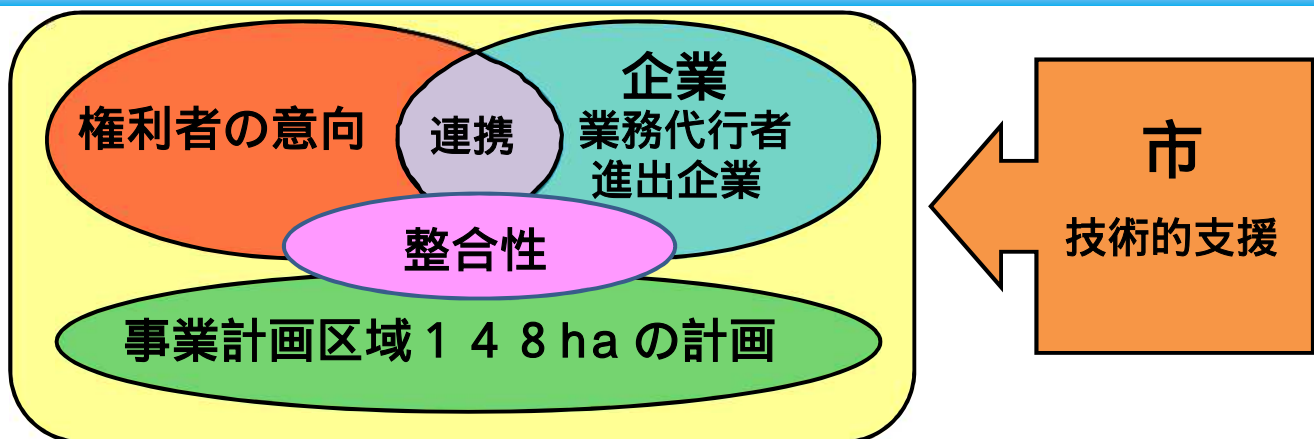 権利者の意向
連携
企業
業務代行者
進出企業
整合性
事業計画区域１４８haの計画
市
技術的支援